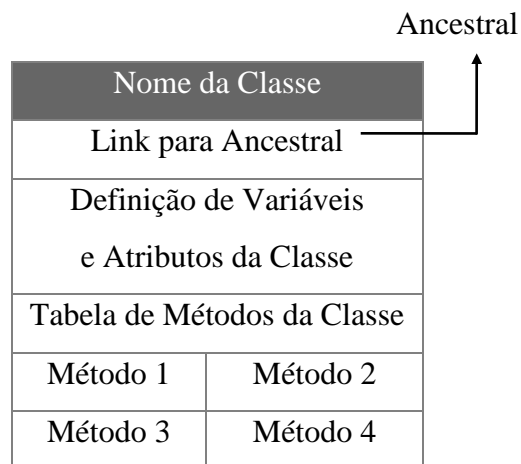 Ancestral
Nome da Classe
Link para Ancestral
Definição de Variáveis
e Atributos da Classe
Tabela de Métodos da Classe
Método 1
Método 2
Método 3
Método 4